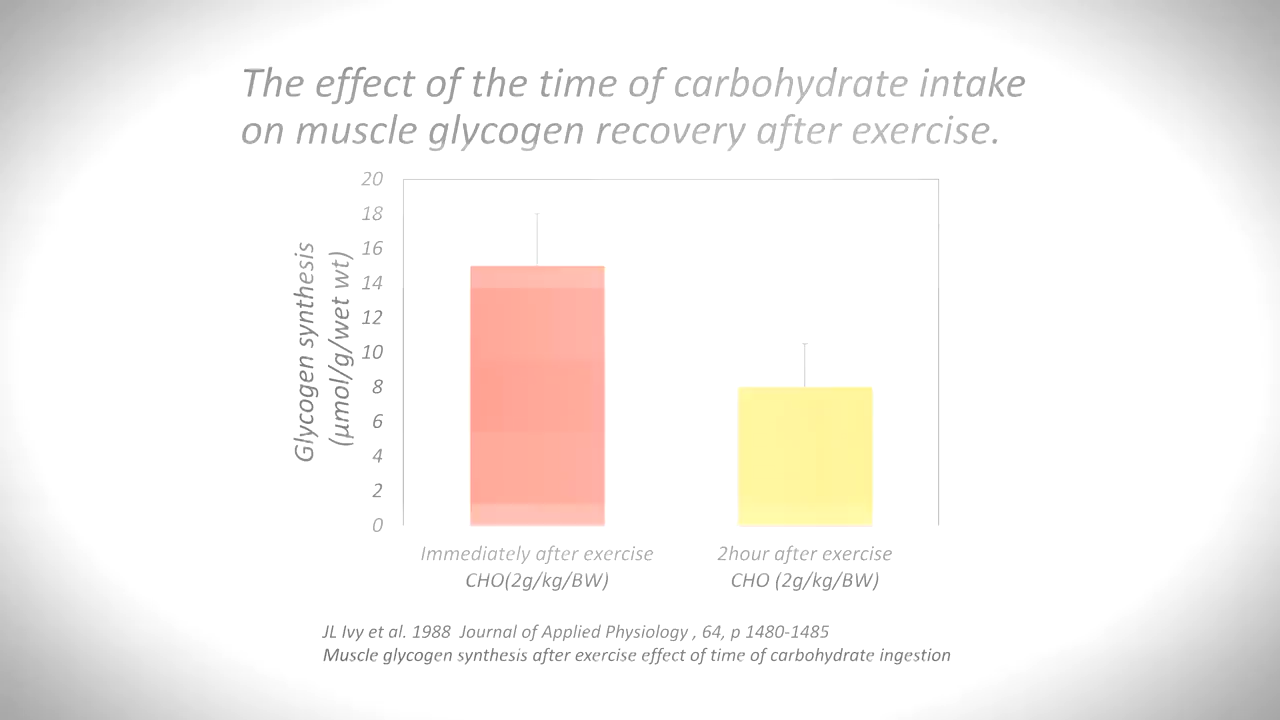 The effect of the time of carbohydrate intake
on muscle glycogen recovery after exercise.
20
18
16
14
12
10
8
6
4
2
0
Glycogen synthesis
(μmol/g/wet wt)
Immediately after exercise
CHO(2g/kg/BW)
2hour after exercise
CHO (2g/kg/BW)
JL Ivy et al. 1988  Journal of Applied Physiology , 64, p 1480-1485
Muscle glycogen synthesis after exercise effect of time of carbohydrate ingestion